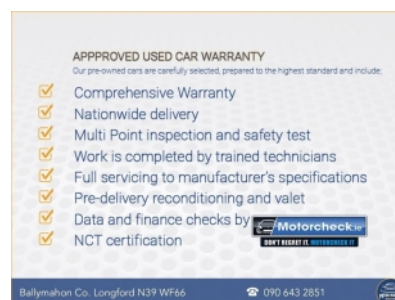 APPPROVED USED CAR WARRANTY
Our pre-owned cars are carefully selected, prepared to the highest standard and include;
Comprehensive Warranty
Nationwide delivery
Multi Point inspection and safety test
Work is completed by trained technicians
Full servicing to manufacturer's specifications
Pre-delivery reconditioning and valet
Data and finance checks by Motorcheck.ie
DON'T REGRET IT, MOTORCHECK IT
NCT certification
Ballymahon Co. Longford N39 WF66 090 643 2851